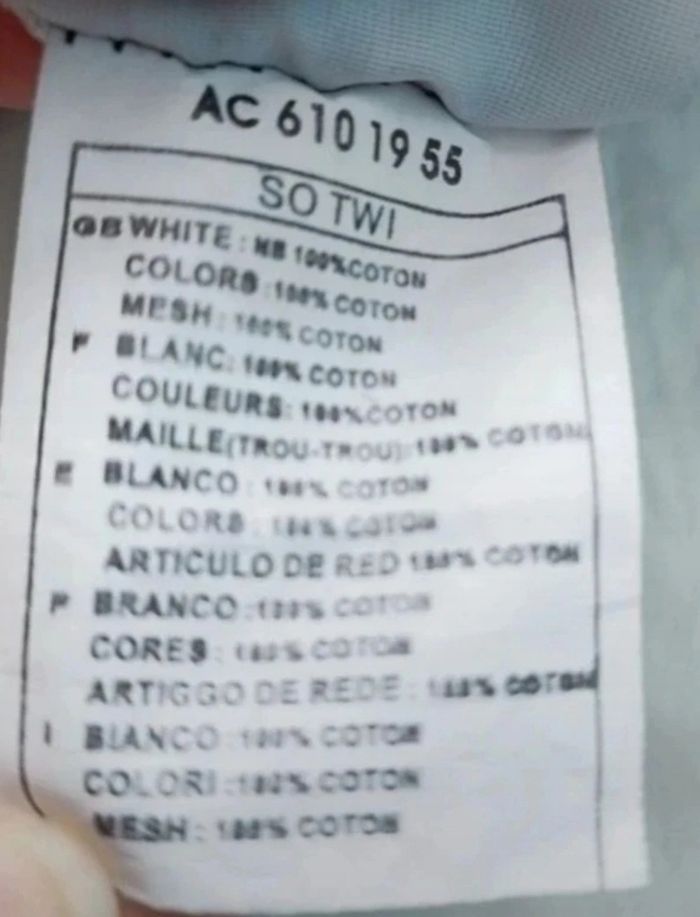 AC 610 19 55
SO TWI
GB WHITE : NB 100%COTON
COLORS :100% COTON
MESH : 100% COTON
F BLANC: 100% COTON
COULEURS: 100%COTON
MAILLE(TROU-TROU):100% COTON
E BLANCO : 100% COTON
COLORS : 100% COTON
ARTICULO DE RED 100% COTON
P BRANCO :100% COTON
CORES : 100% COTON
ARTIGGO DE REDE : 100% COTON
I BIANCO :100% COTON
COLORI :100% COTON
MESH : 100% COTON